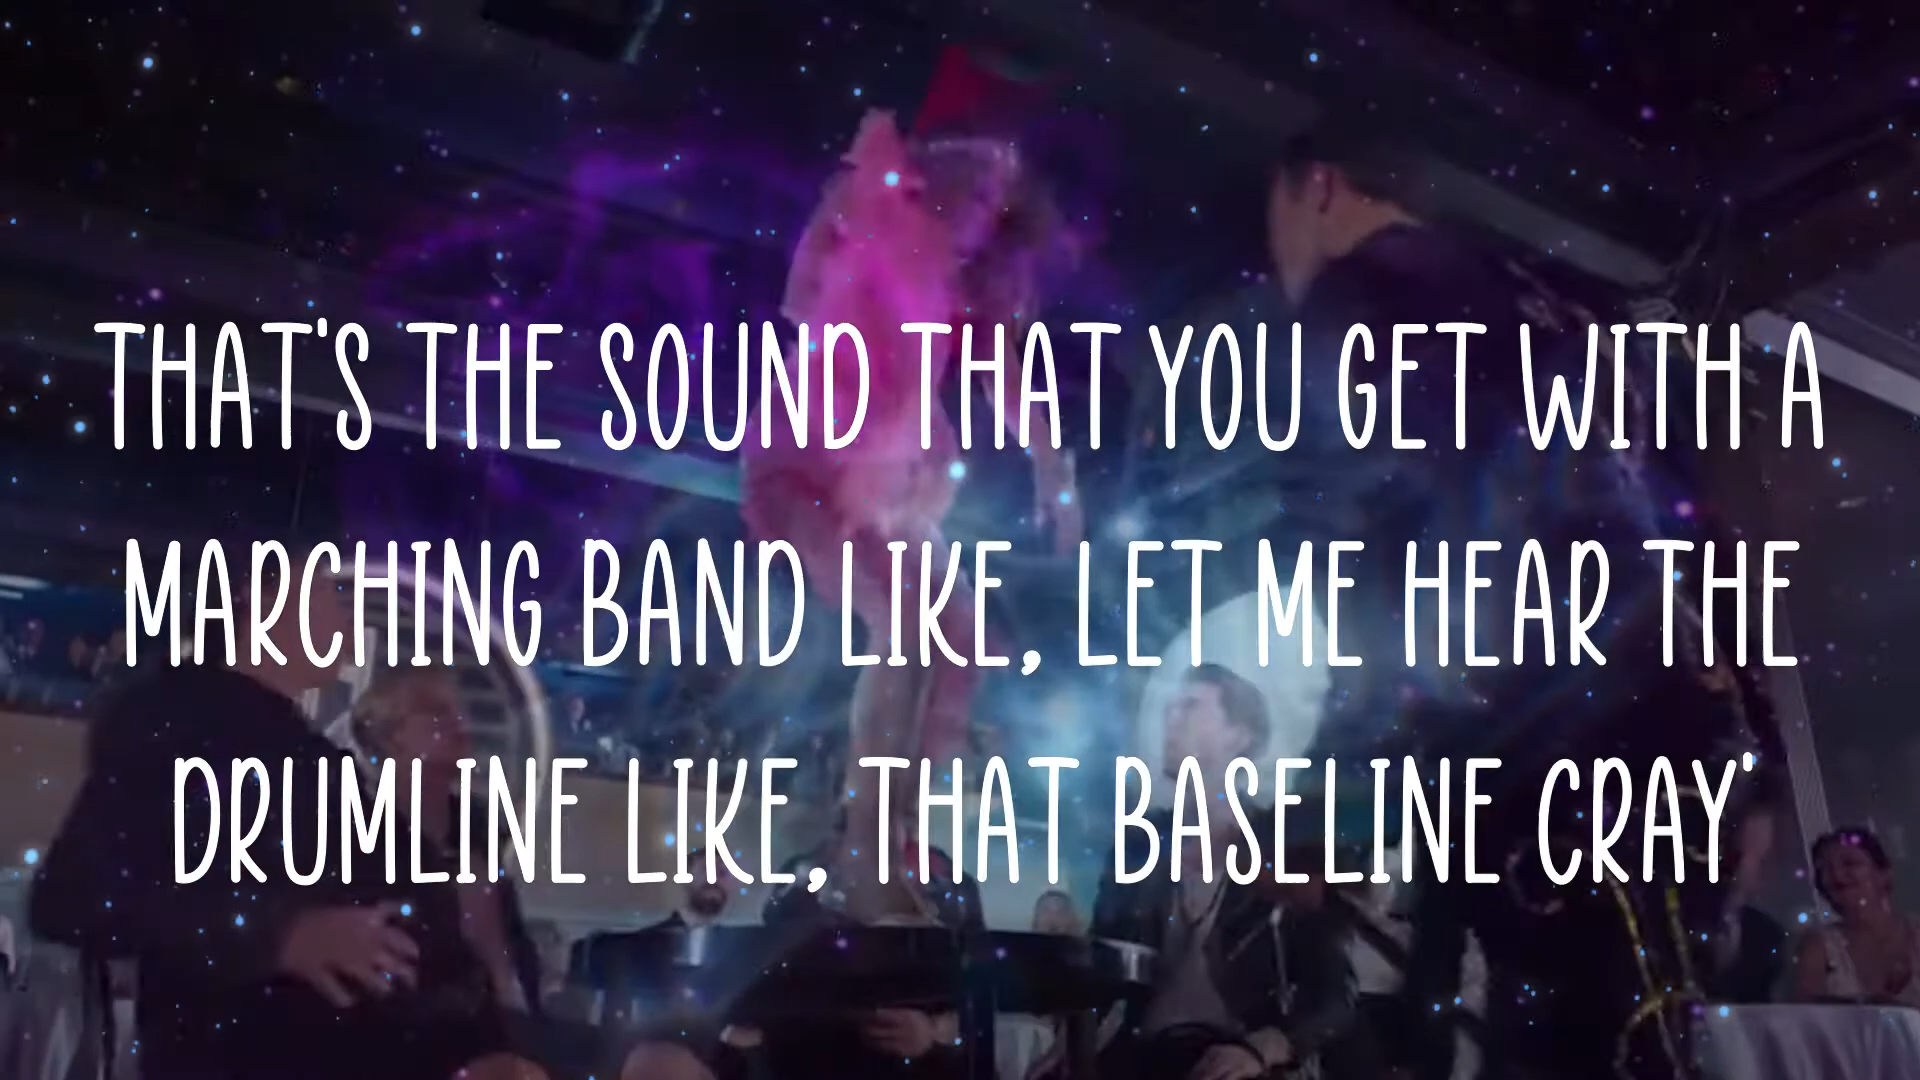 THAT'S THE SOUND THAT YOU GET WITH A
MARCHING BAND LIKE, LET ME HEAR THE
DRUMLINE LIKE, THAT BASELINE CRAY'